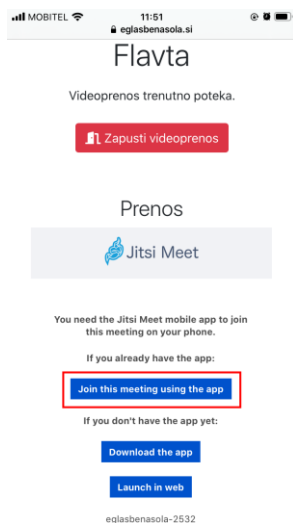 MOBITEL 11:51
eglasbenasola.si
Flavta
Videoprenos trenutno poteka.
Zapusti videoprenos
Prenos
Jitsi Meet
You need the Jitsi Meet mobile app to join
this meeting on your phone.
If you already have the app:
Join this meeting using the app
If you don't have the app yet:
Download the app
Launch in web
eglasbenasola-2532